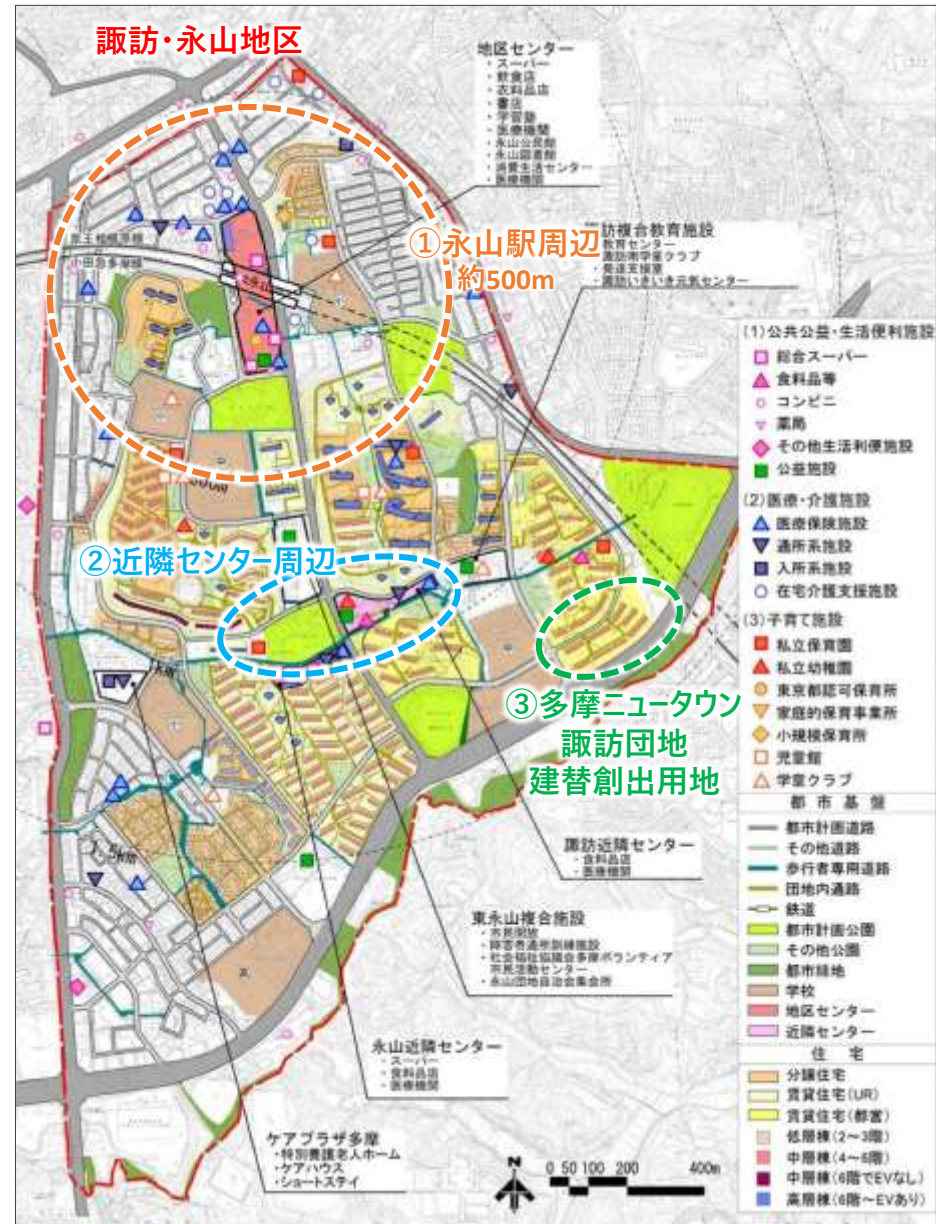 諏訪・永山地区
地区センター
・スーパー
・飲食店
・衣料品店
・書店
・学習塾
・医療機関
・永山公民館
・永山図書館
・消費生活センター
・医療機関
諏訪複合教育施設
・教育センター
・諏訪南学童クラブ
・発達支援室
・諏訪いきいき元気センター
①永山駅周辺
約500m
京王相模原線
小田急多摩線
②近隣センター周辺
③多摩ニュータウン
諏訪団地
建替創出用地
諏訪近隣センター
・食料品店
・医療機関
東永山複合施設
・市民開放
・障害者通所訓練施設
・社会福祉協議会多摩ボランティア
市民活動センター
・永山団地自治会集会所
永山近隣センター
・スーパー
・食料品店
・医療機関
ケアプラザ多摩
・特別養護老人ホーム
・ケアハウス
・ショートステイ
N
0 50 100 200 400m
(1)公共公益・生活便利施設
総合スーパー
食料品等
コンビニ
薬局
その他生活利便施設
公益施設
(2)医療・介護施設
医療保険施設
通所系施設
入所系施設
在宅介護支援施設
(3)子育て施設
私立保育園
私立幼稚園
東京都認可保育所
家庭的保育事業所
小規模保育所
児童館
学童クラブ
都市基盤
都市計画道路
その他道路
歩行者専用道路
団地内通路
鉄道
都市計画公園
その他公園
都市緑地
学校
地区センター
近隣センター
住宅
分譲住宅
賃貸住宅(UR)
賃貸住宅(都営)
低層棟(2～3階)
中層棟(4～6階)
中層棟(6階でEVなし)
高層棟(6階～EVあり)